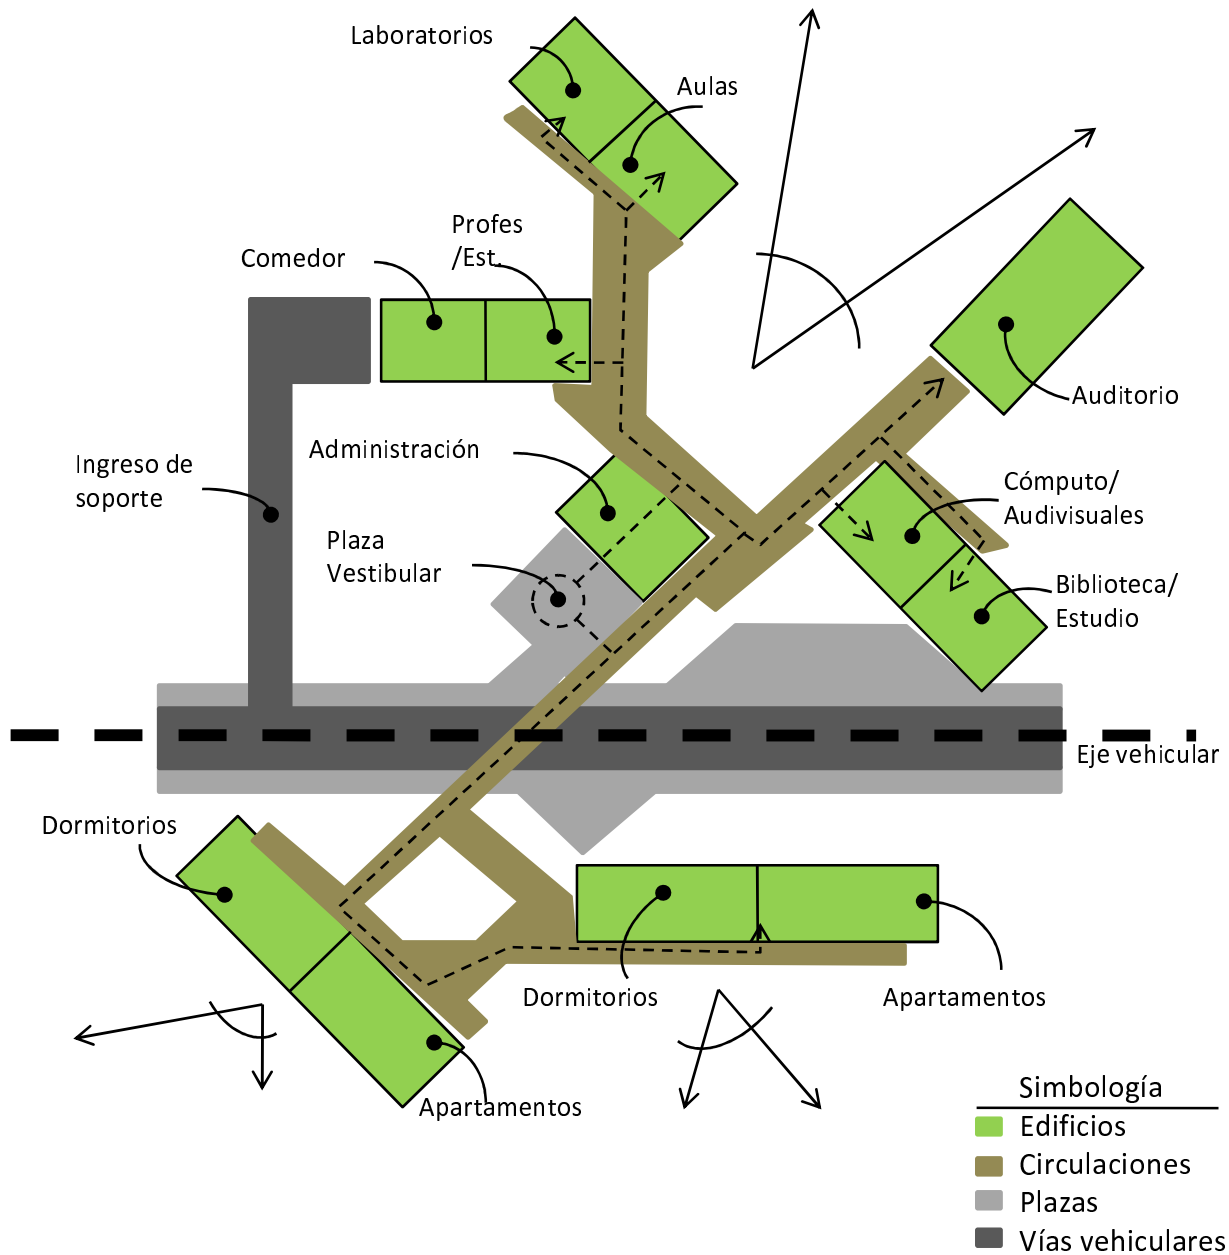 Laboratorios
Aulas
Profes
/Est.
Comedor
Auditorio
Administración
Ingreso de
soporte
Cómputo/
Audivisuales
Plaza
Vestibular
Biblioteca/
Estudio
Eje vehicular
Dormitorios
Dormitorios
Apartamentos
Apartamentos
Simbología
Edificios
Circulaciones
Plazas
Vías vehiculares